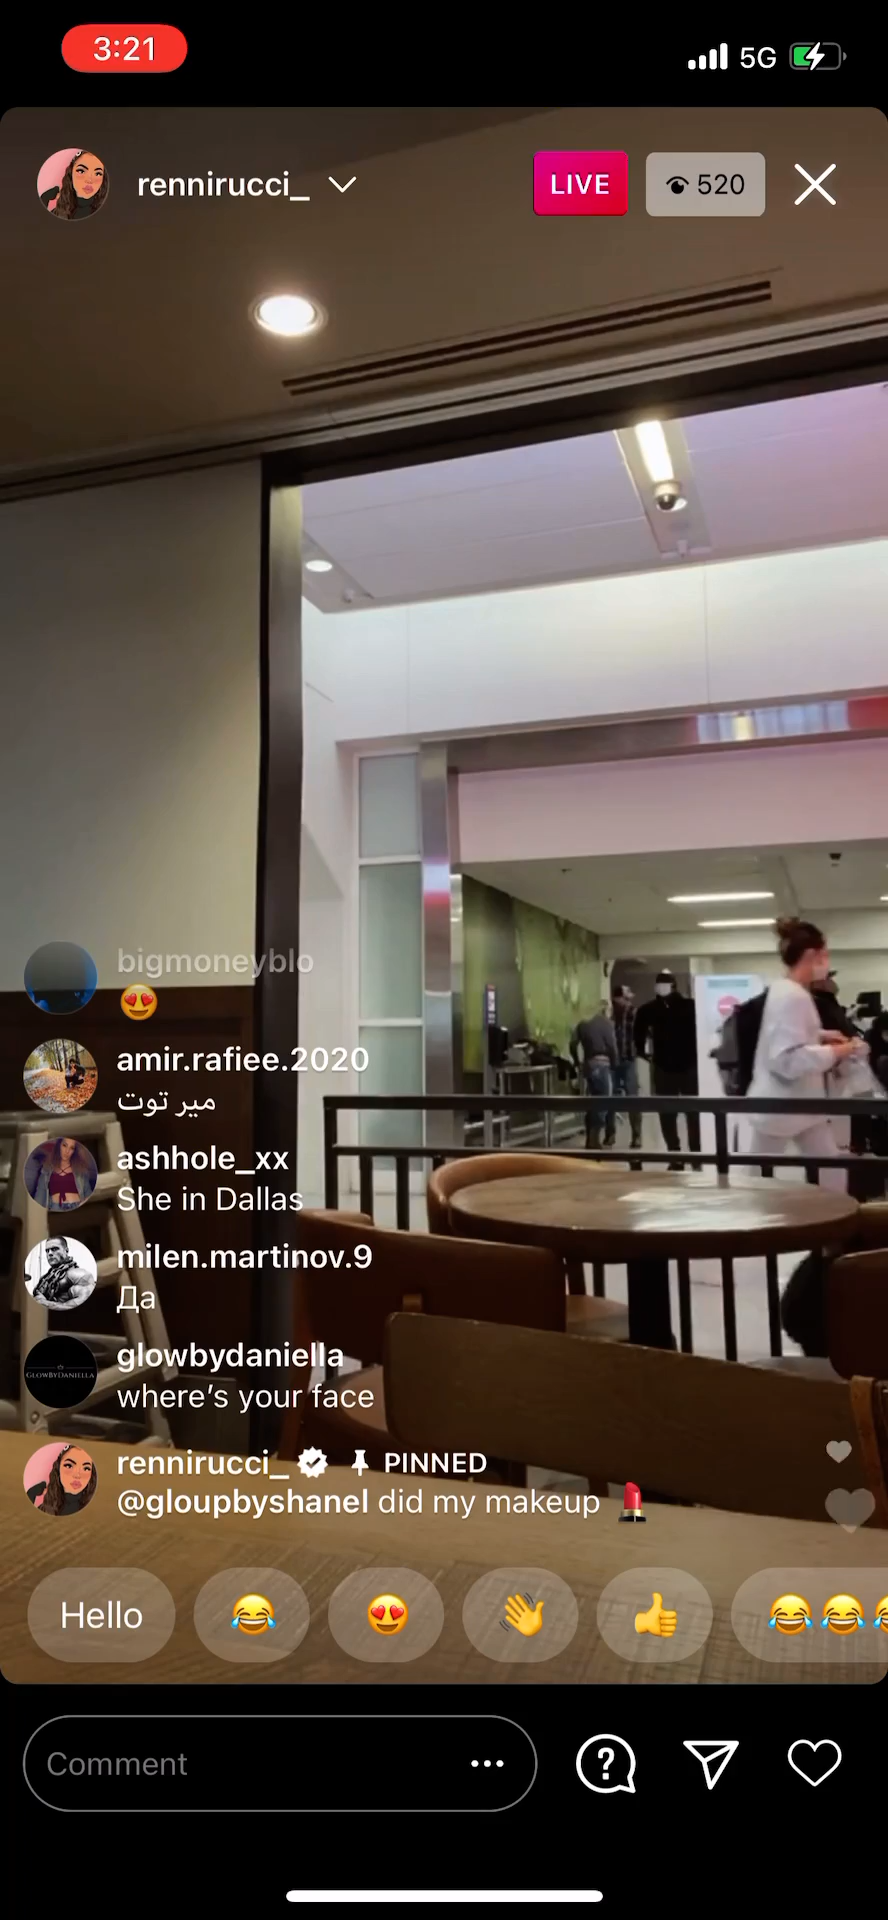 3:21
5G
rennirucci_
LIVE
520
bigmoneyblo
😍
amir.rafiee.2020
میر توت
ashhole_xx
She in Dallas
milen.martinov.9
Да
GLOWBYDANIELLA
glowbydaniella
where's your face
rennirucci_ PINNED
@gloupbyshanel did my makeup 💄
Hello 😂 😍 👋 👍 😂😂😂
Comment